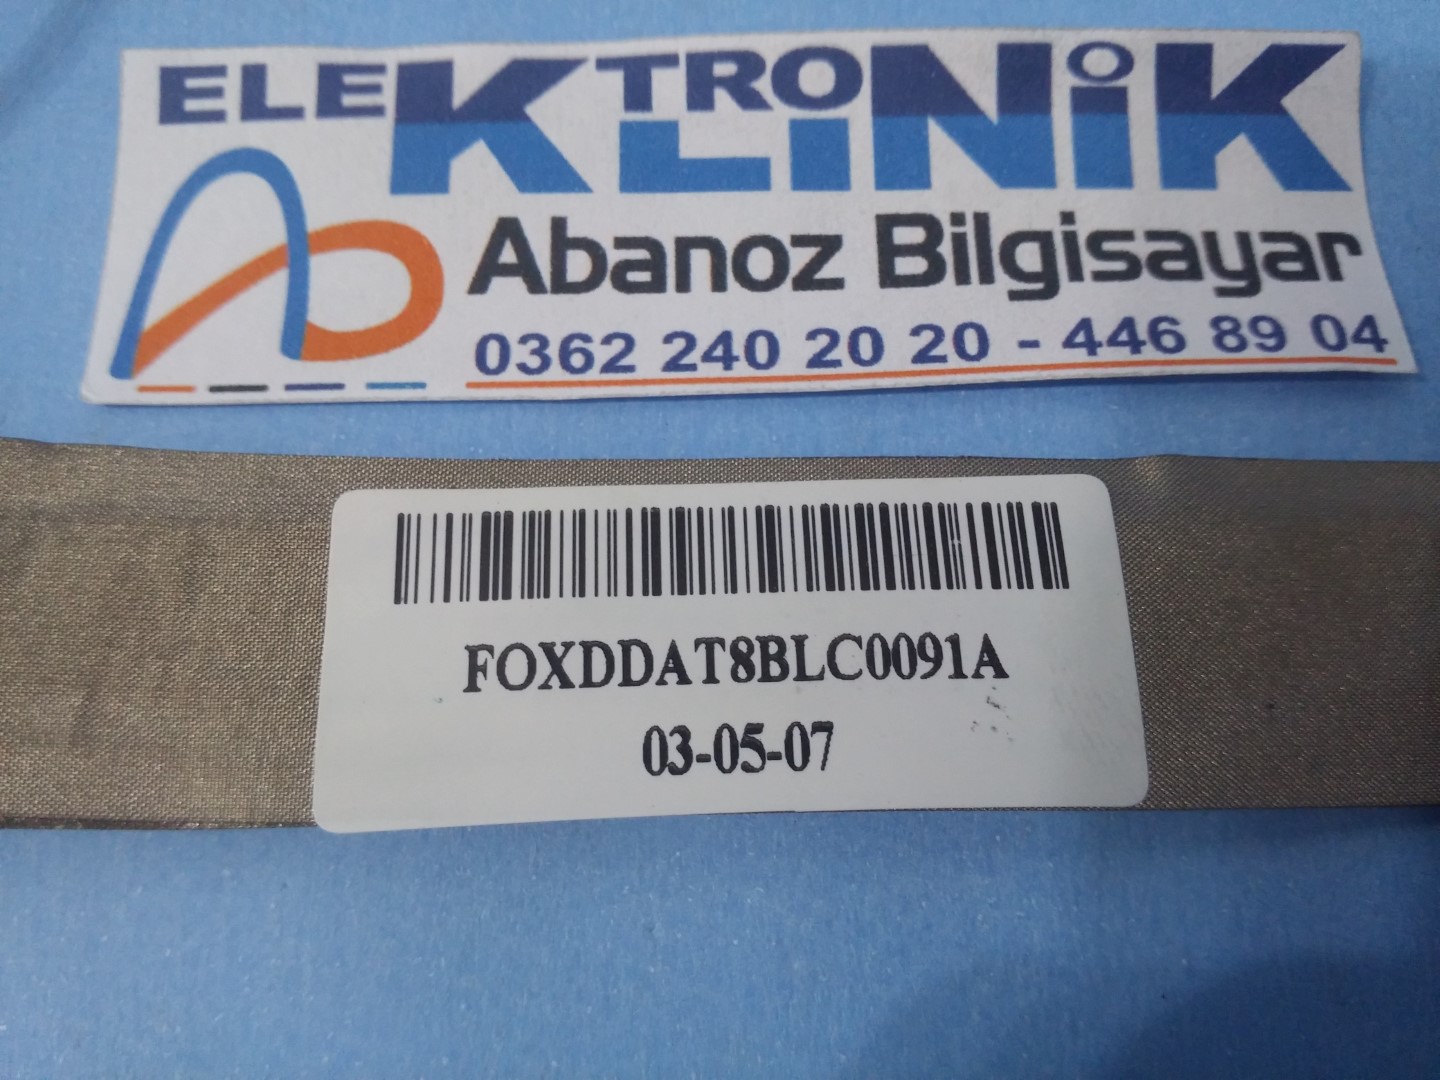 ELEKTRONİK
KLİNİK
Abanoz Bilgisayar
0362 240 20 20 - 446 89 04
FOXDDAT8BLC0091A
03-05-07